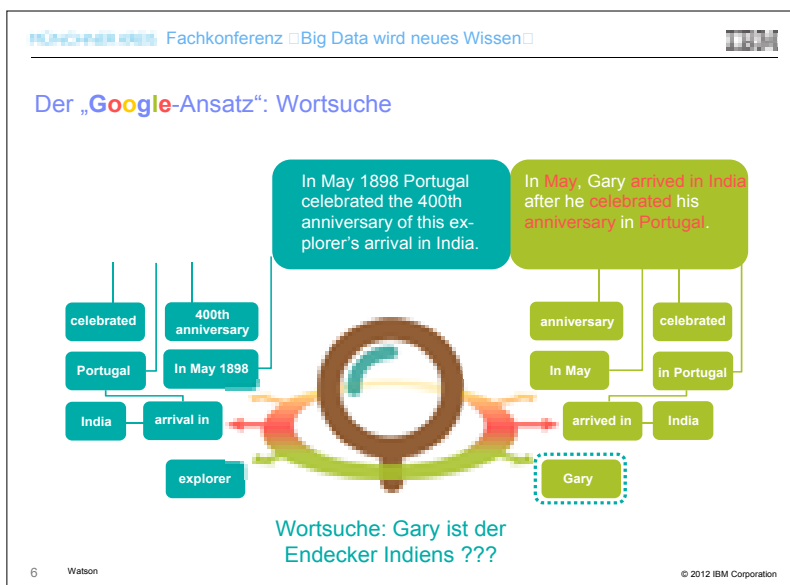 Fachkonferenz □Big Data wird neues Wissen□
IBM
Der „Google-Ansatz“: Wortsuche
In May 1898 Portugal
celebrated the 400th
anniversary of this ex-
plorer’s arrival in India.
In May, Gary arrived in India
after he celebrated his
anniversary in Portugal.
celebrated
400th
anniversary
Portugal
In May 1898
India
arrival in
explorer
anniversary
celebrated
In May
in Portugal
arrived in
India
Gary
Wortsuche: Gary ist der
Endecker Indiens ???
6 Watson
© 2012 IBM Corporation